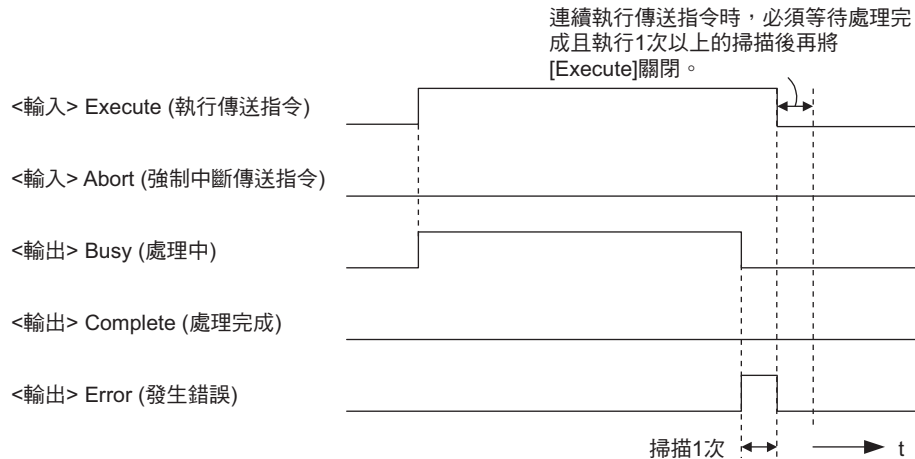 連續執行傳送指令時，必須等待處理完
成且執行1次以上的掃描後再將
[Execute]關閉。
<輸入> Execute (執行傳送指令)
<輸入> Abort (強制中斷傳送指令)
<輸出> Busy (處理中)
<輸出> Complete (處理完成)
<輸出> Error (發生錯誤)
掃描1次
t